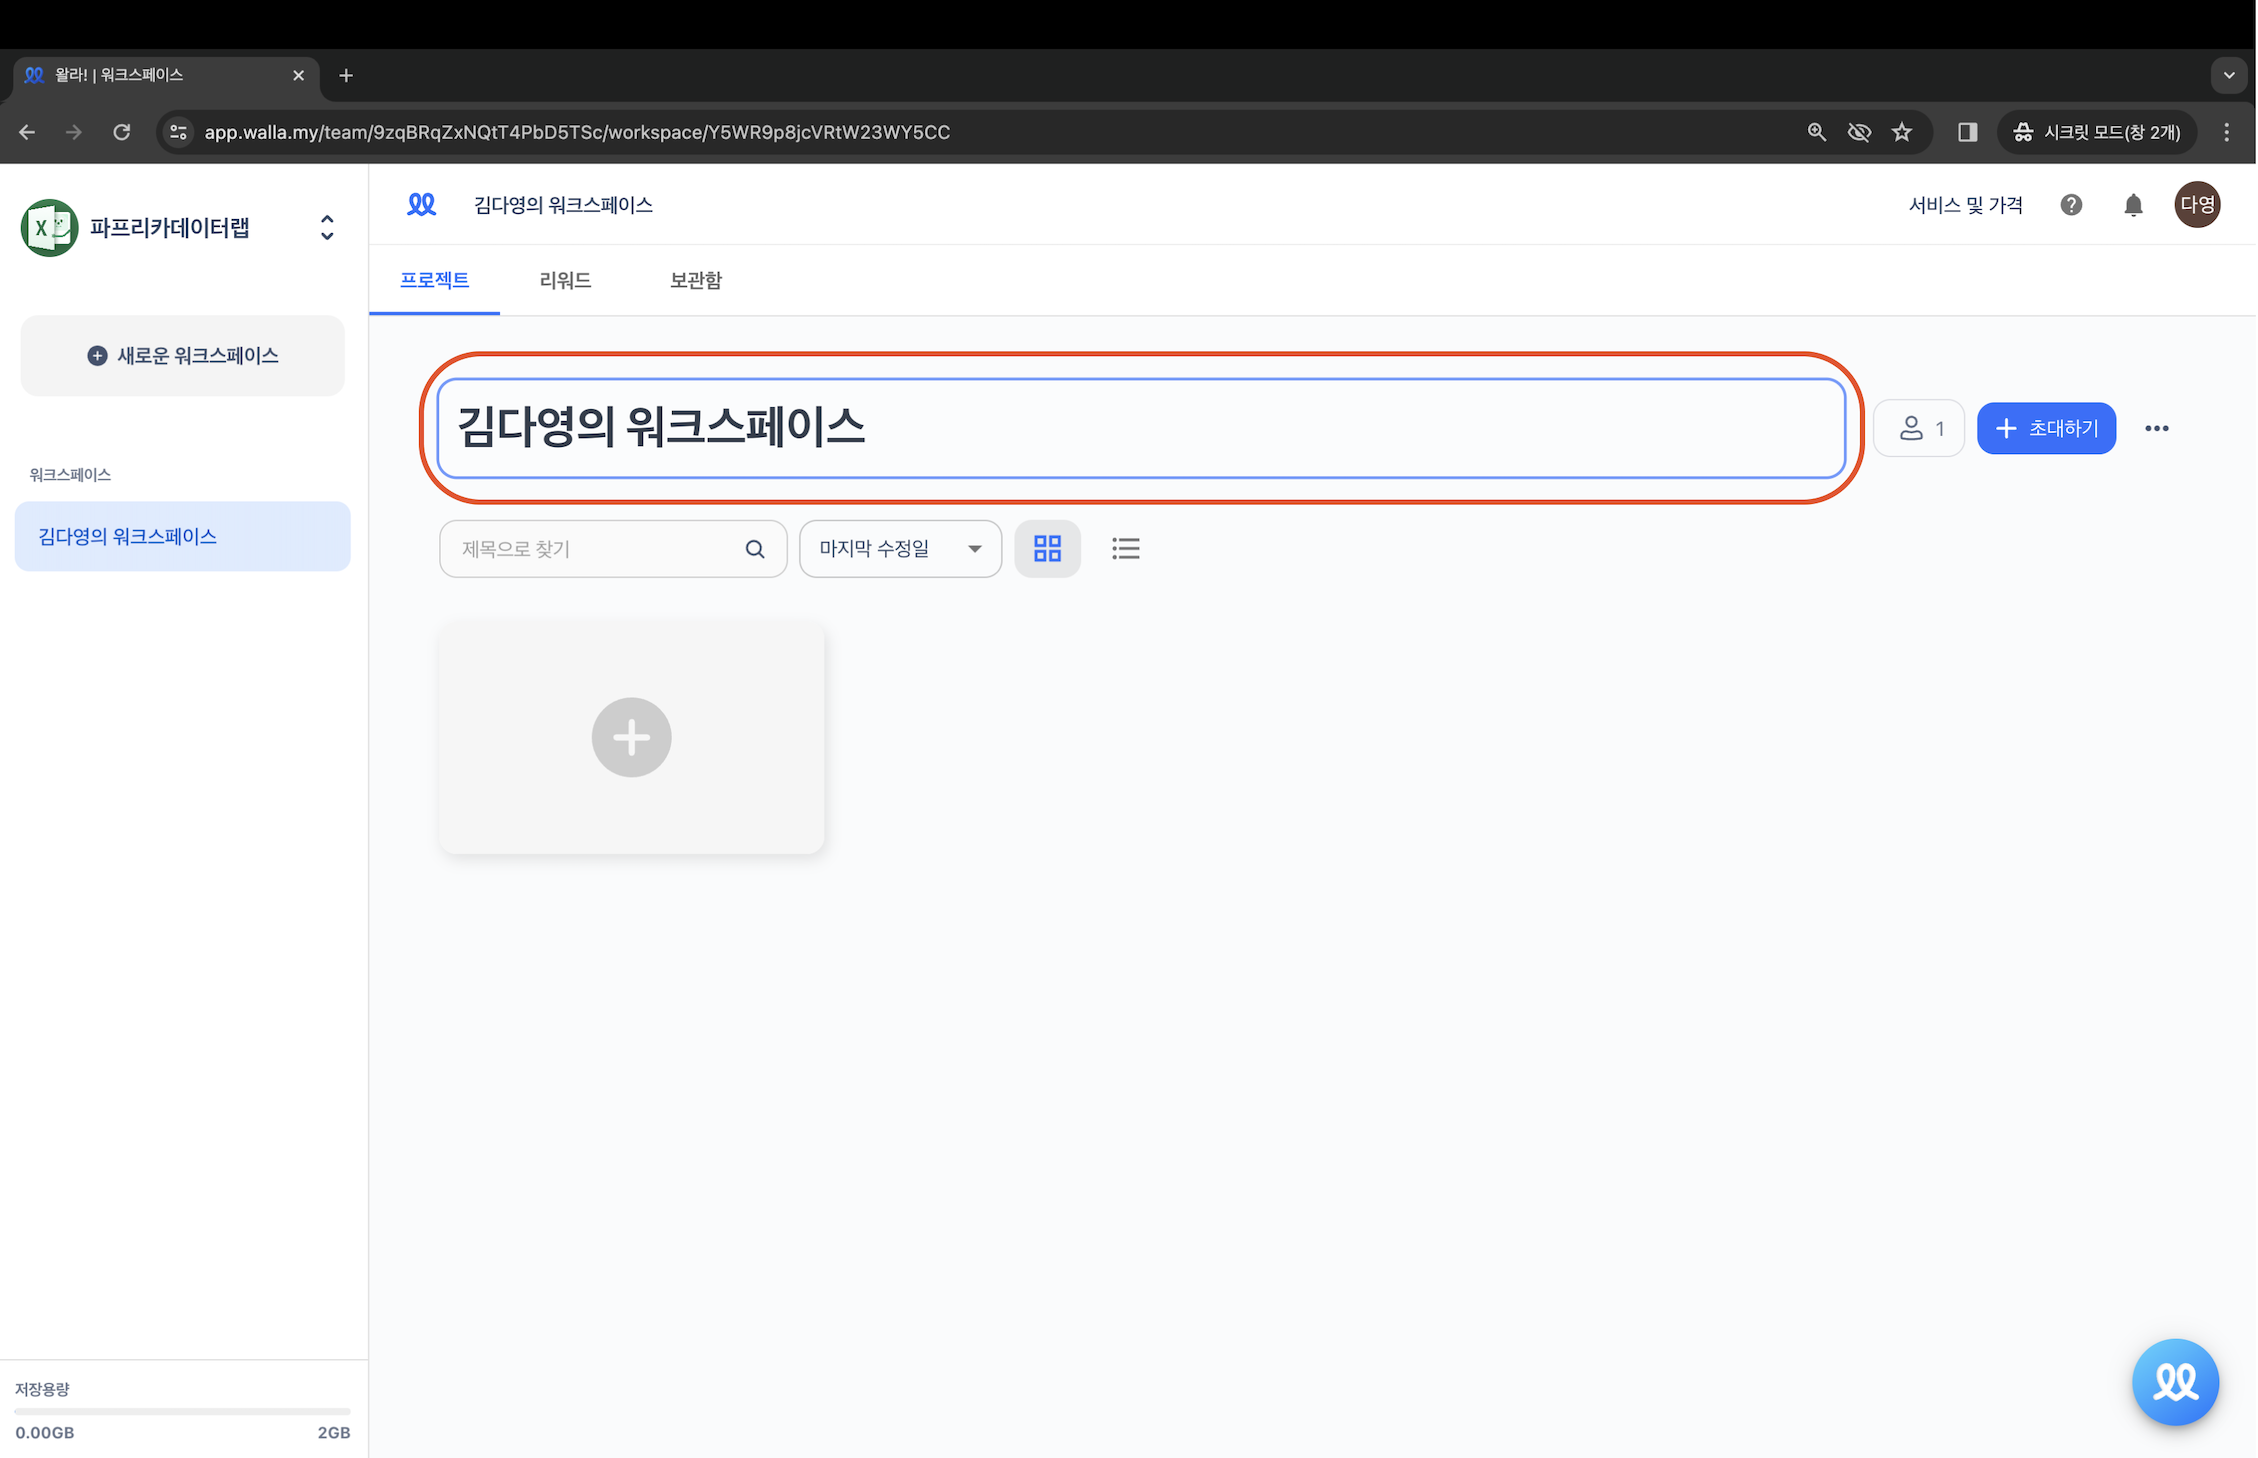 왈라! | 워크스페이스
app.walla.my/team/9zqBRqZxNQtT4PbD5TSc/workspace/Y5WR9p8jcVRtW23WY5CC
시크릿 모드(창 2개)
X
파프리카데이터랩
김다영의 워크스페이스
서비스 및 가격
다영
프로젝트
리워드
보관함
새로운 워크스페이스
김다영의 워크스페이스
1
초대하기
워크스페이스
김다영의 워크스페이스
제목으로 찾기
마지막 수정일
저장용량
0.00GB
2GB